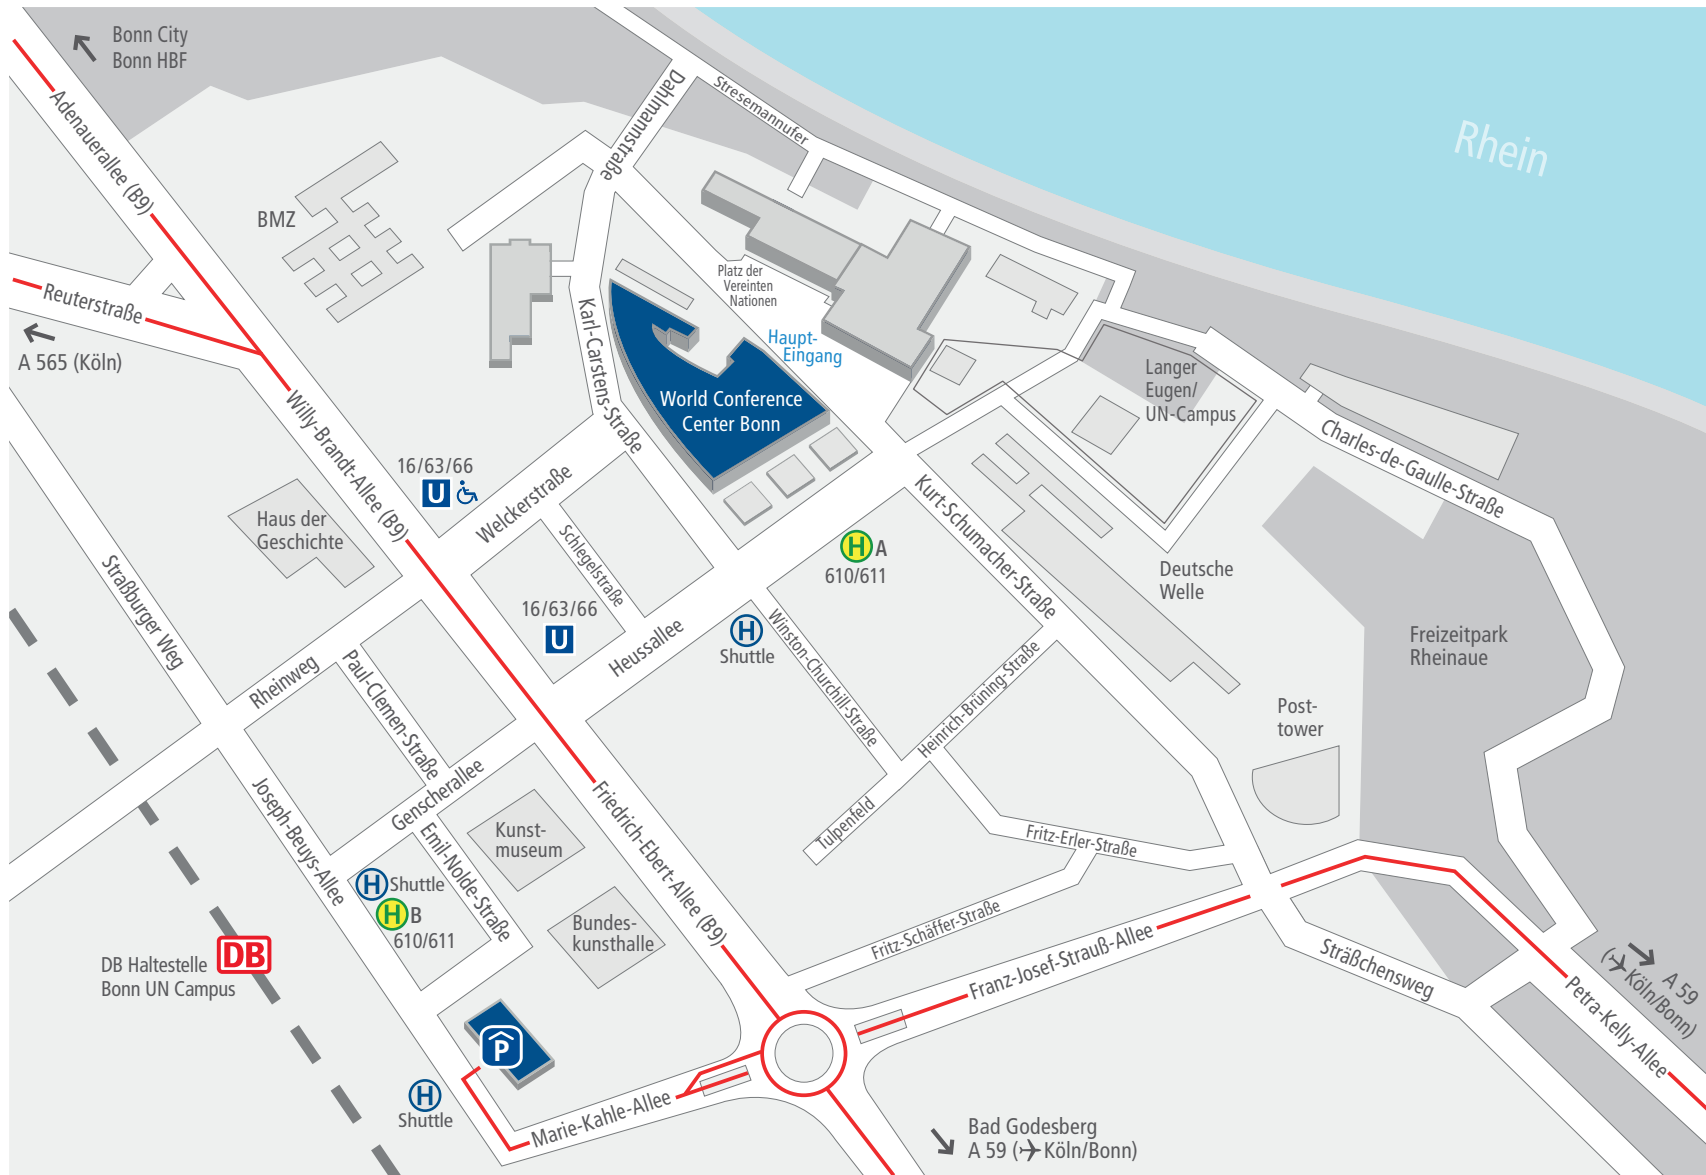 Bonn City
Bonn HBF
Adenauerallee (B9)
Reuterstraße
A 565 (Köln)
BMZ
Dahlmannstraße
Stresemannufer
Rhein
Platz der
Vereinten
Nationen
Haupt-
Eingang
Karl-Carstens-Straße
World Conference
Center Bonn
Langer
Eugen/
UN-Campus
Charles-de-Gaulle-Straße
Willy-Brandt-Allee (B9)
16/63/66
U
Welckerstraße
Schlegelstraße
Haus der
Geschichte
Straßburger Weg
16/63/66
U
Heussallee
H A
610/611
H
Shuttle
Kurt-Schumacher-Straße
Deutsche
Welle
Freizeitpark
Rheinaue
Post-
tower
Winston-Churchill-Straße
Heinrich-Brüning-Straße
Tulpenfeld
Fritz-Erler-Straße
Fritz-Schäffer-Straße
Franz-Josef-Strauß-Allee
Sträßchensweg
A 59
(Köln/Bonn)
Petra-Kelly-Allee
Rheinweg
Paul-Clemen-Straße
Genscherallee
Joseph-Beuys-Allee
Emil-Nolde-Straße
Kunst-
museum
Bundes-
kunsthalle
Friedrich-Ebert-Allee (B9)
H Shuttle
H B
610/611
DB Haltestelle
Bonn UN Campus
DB
P
H
Shuttle
Marie-Kahle-Allee
Bad Godesberg
A 59 (Köln/Bonn)